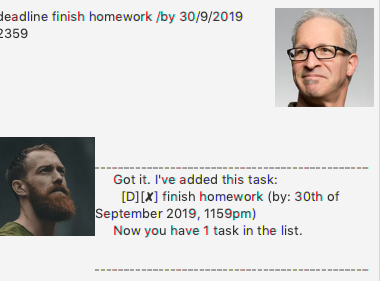 deadline finish homework /by 30/9/2019
2359
Got it. I've added this task:
[D][✘] finish homework (by: 30th of
September 2019, 1159pm)
Now you have 1 task in the list.